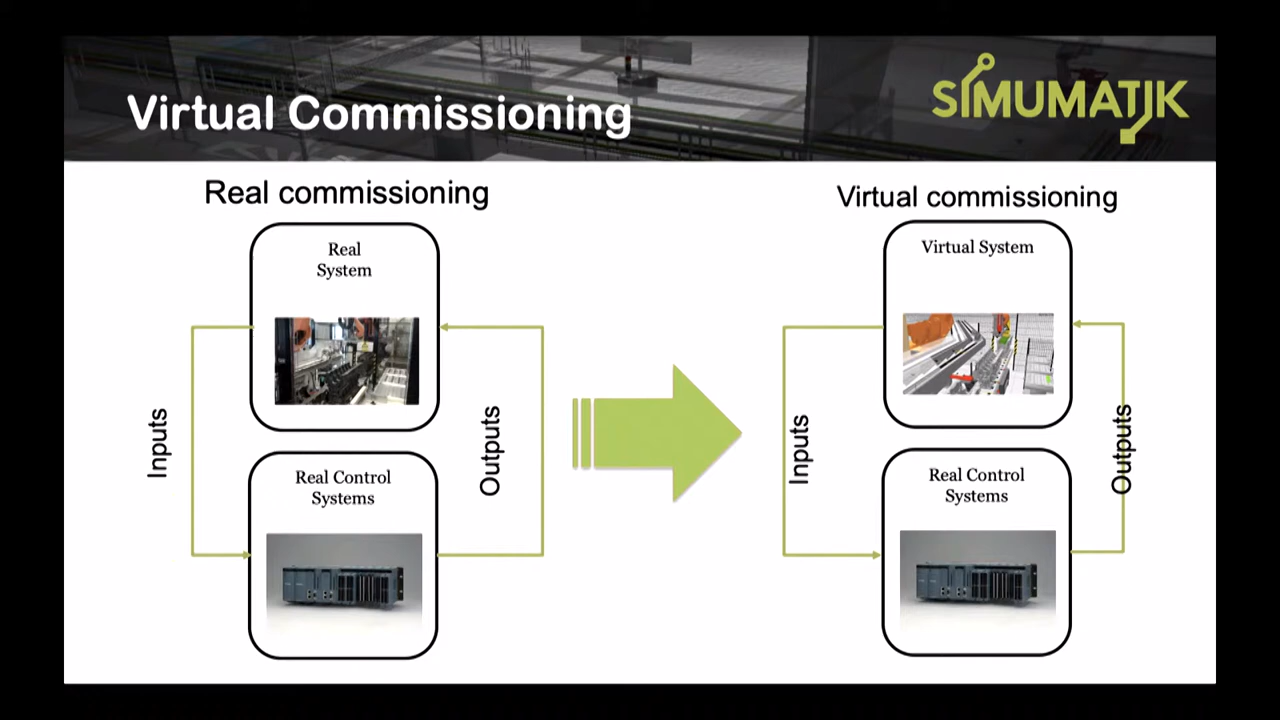 Virtual Commissioning
SIMUMATIK
Real commissioning
Real
System
Inputs
Outputs
Real Control
Systems
Virtual commissioning
Virtual System
Inputs
Outputs
Real Control
Systems